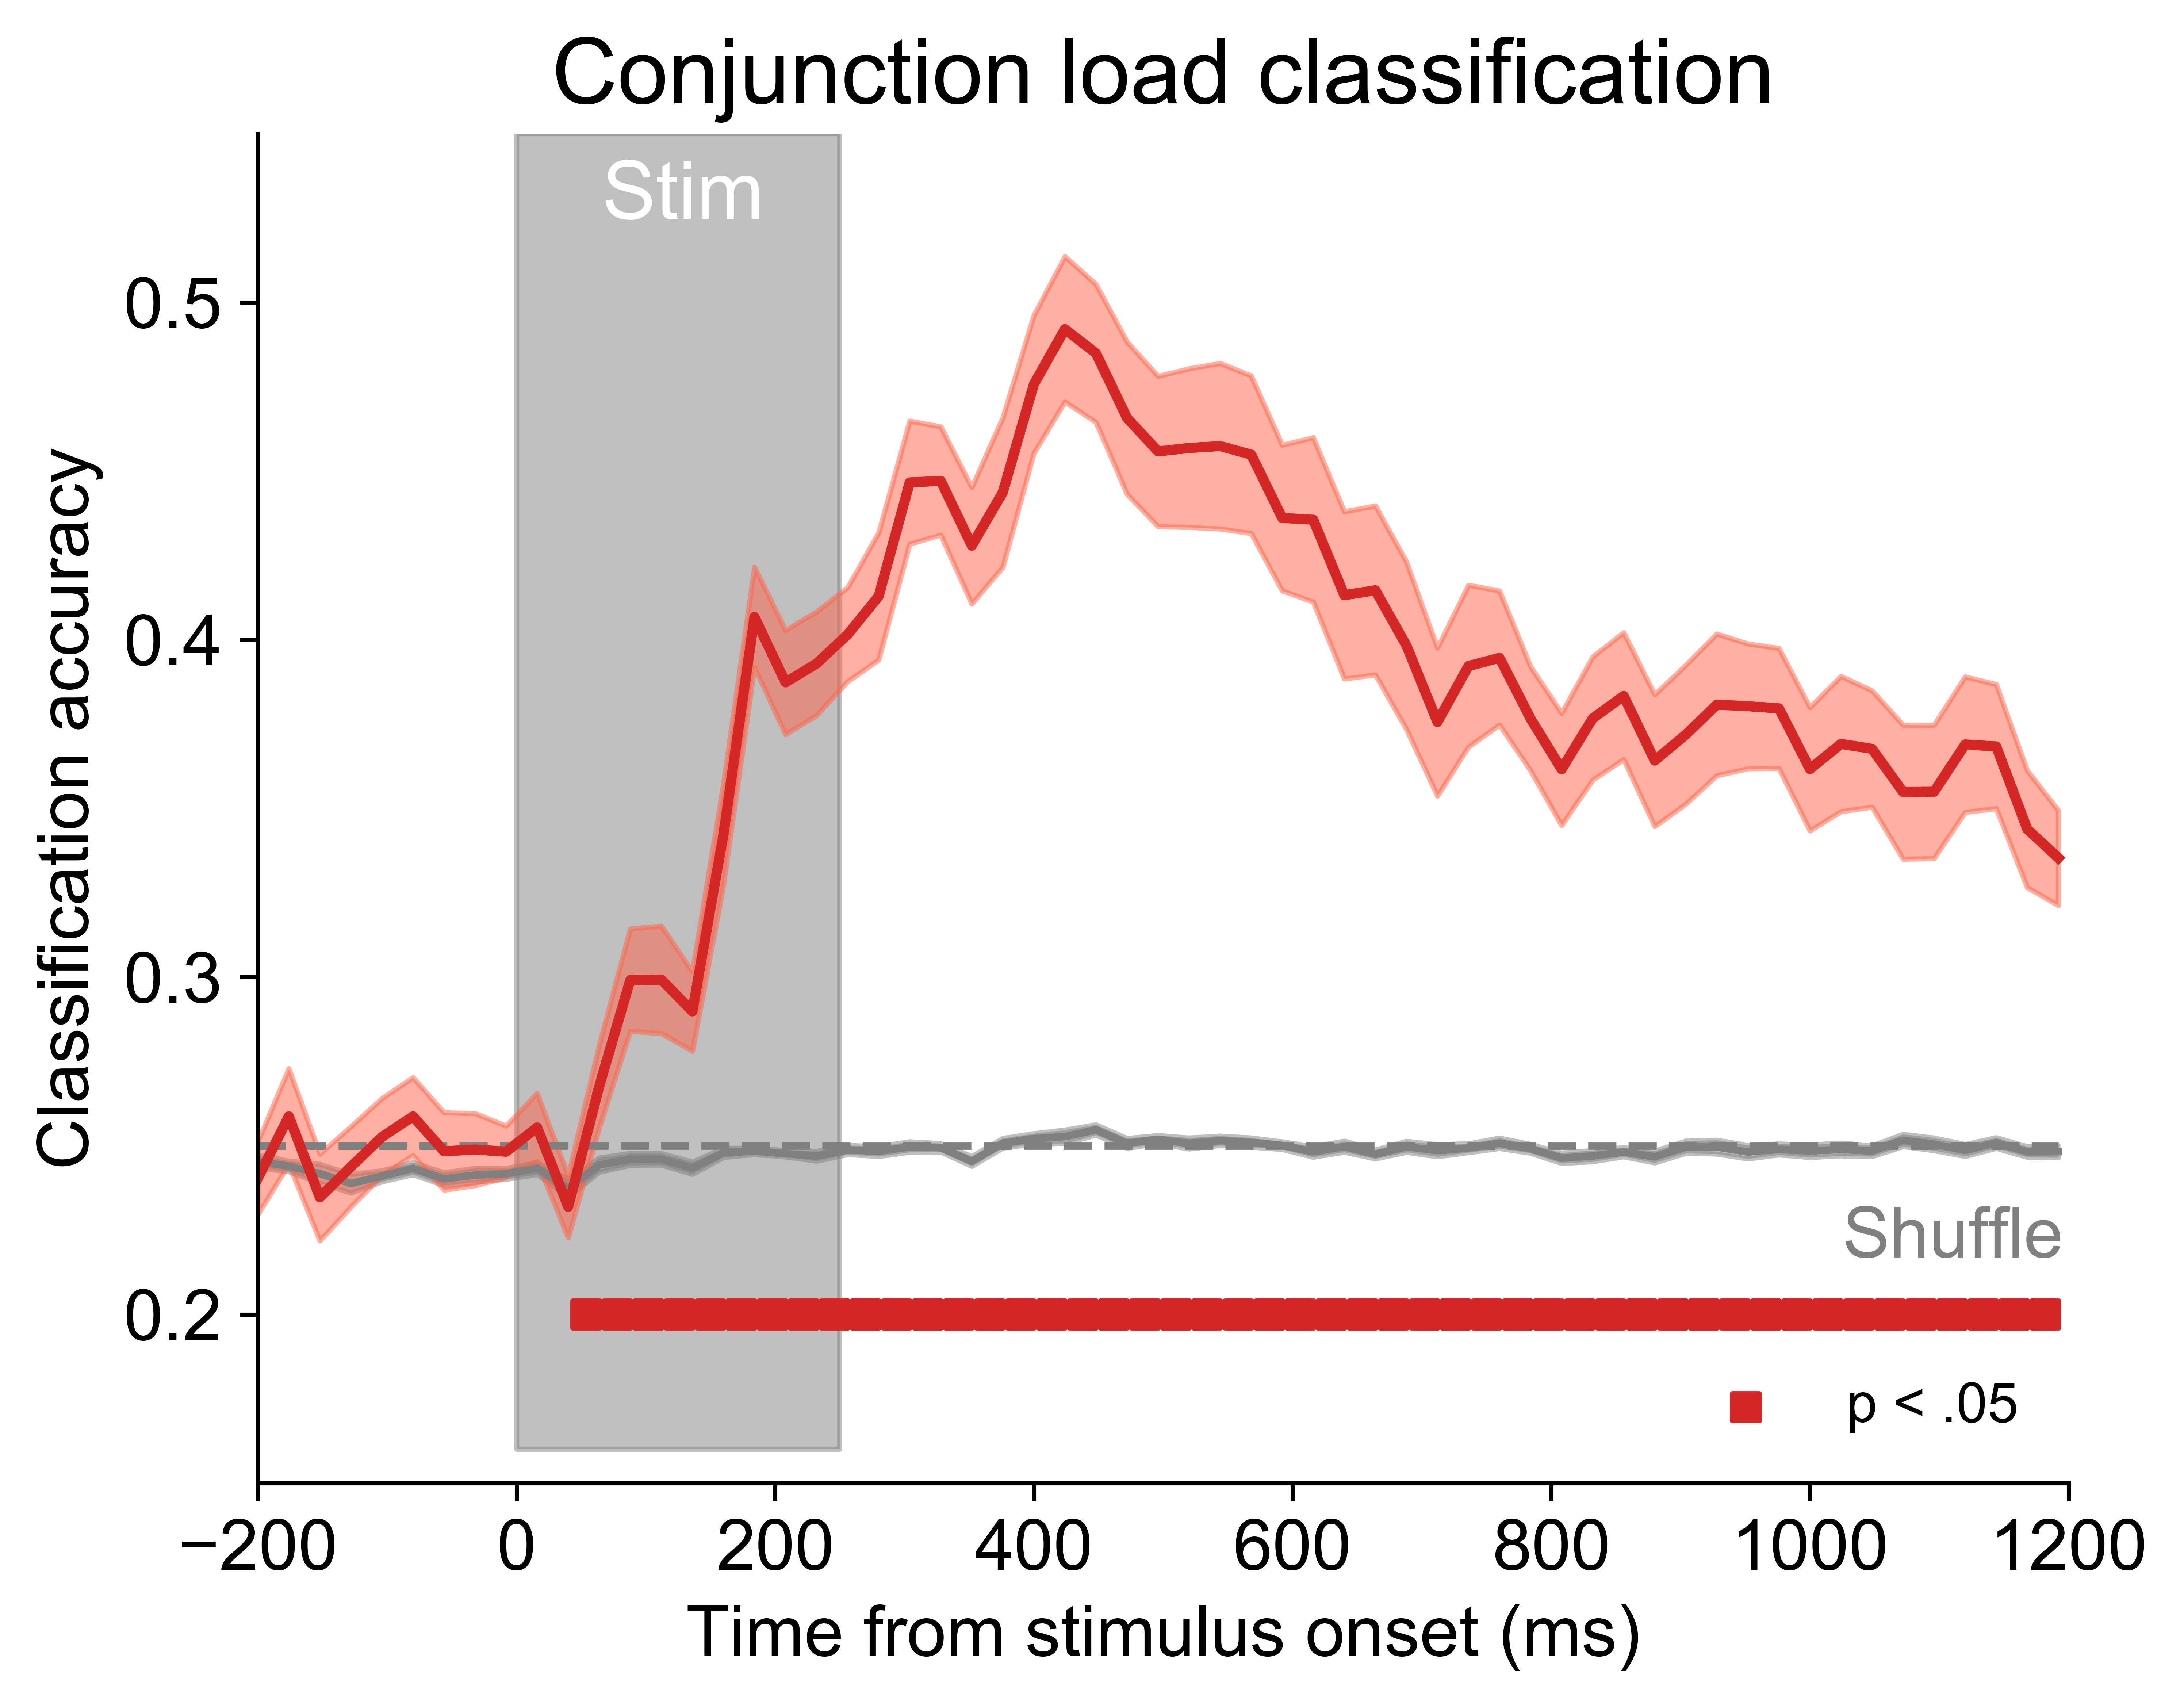 Conjunction load classification
Stim
Classification accuracy
0.5
0.4
0.3
0.2
Shuffle
p < .05
−200 0 200 400 600 800 1000 1200
Time from stimulus onset (ms)